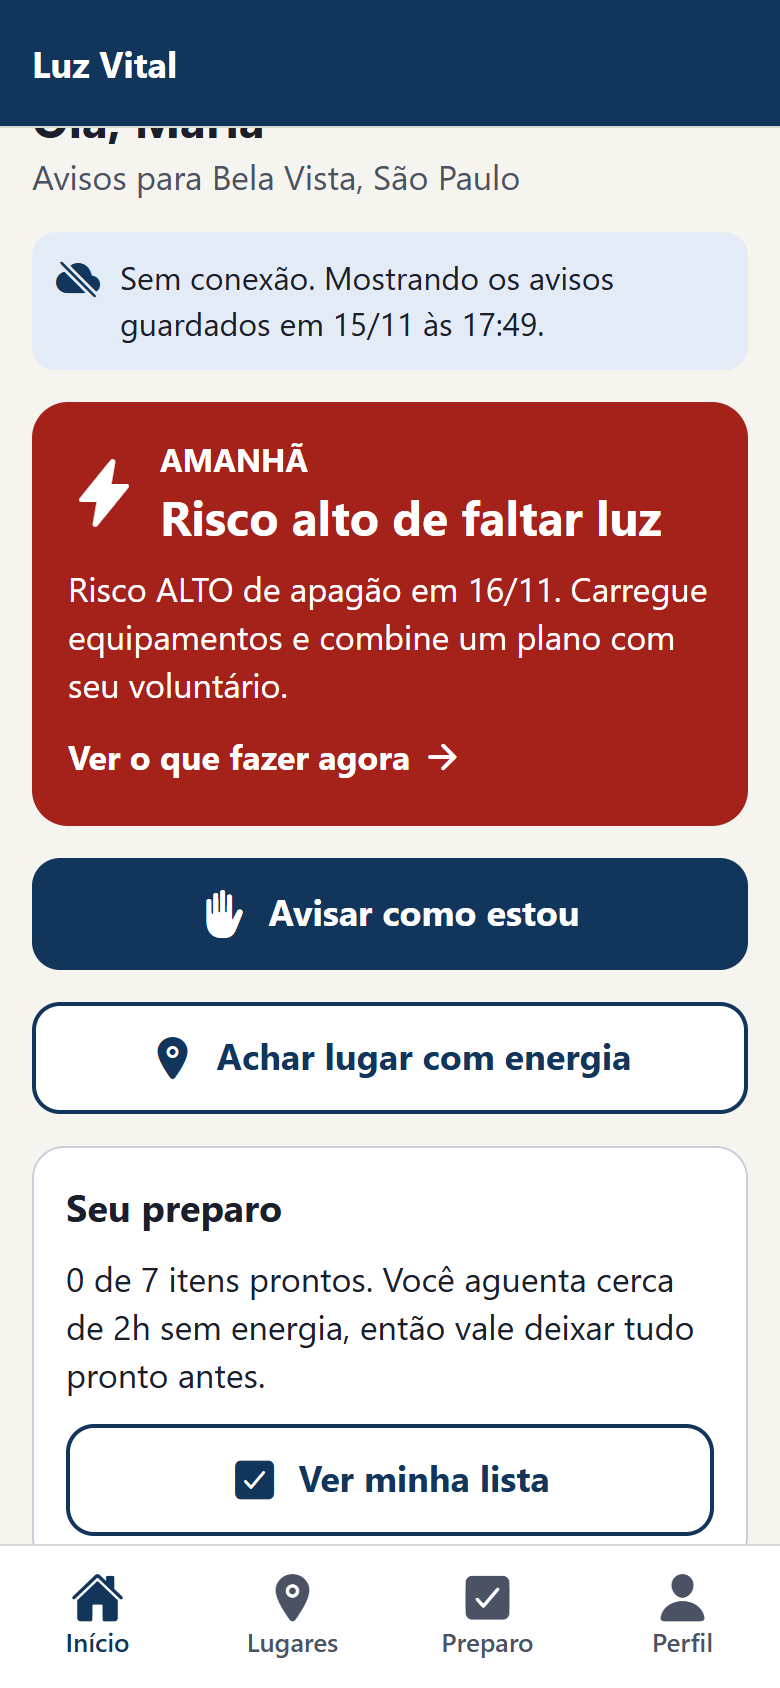 Luz Vital
Olá, Maria
Avisos para Bela Vista, São Paulo
Sem conexão. Mostrando os avisos
guardados em 15/11 às 17:49.
AMANHÃ
Risco alto de faltar luz
Risco ALTO de apagão em 16/11. Carregue
equipamentos e combine um plano com
seu voluntário.
Ver o que fazer agora
Avisar como estou
Achar lugar com energia
Seu preparo
0 de 7 itens prontos. Você aguenta cerca
de 2h sem energia, então vale deixar tudo
pronto antes.
Ver minha lista
Início
Lugares
Preparo
Perfil